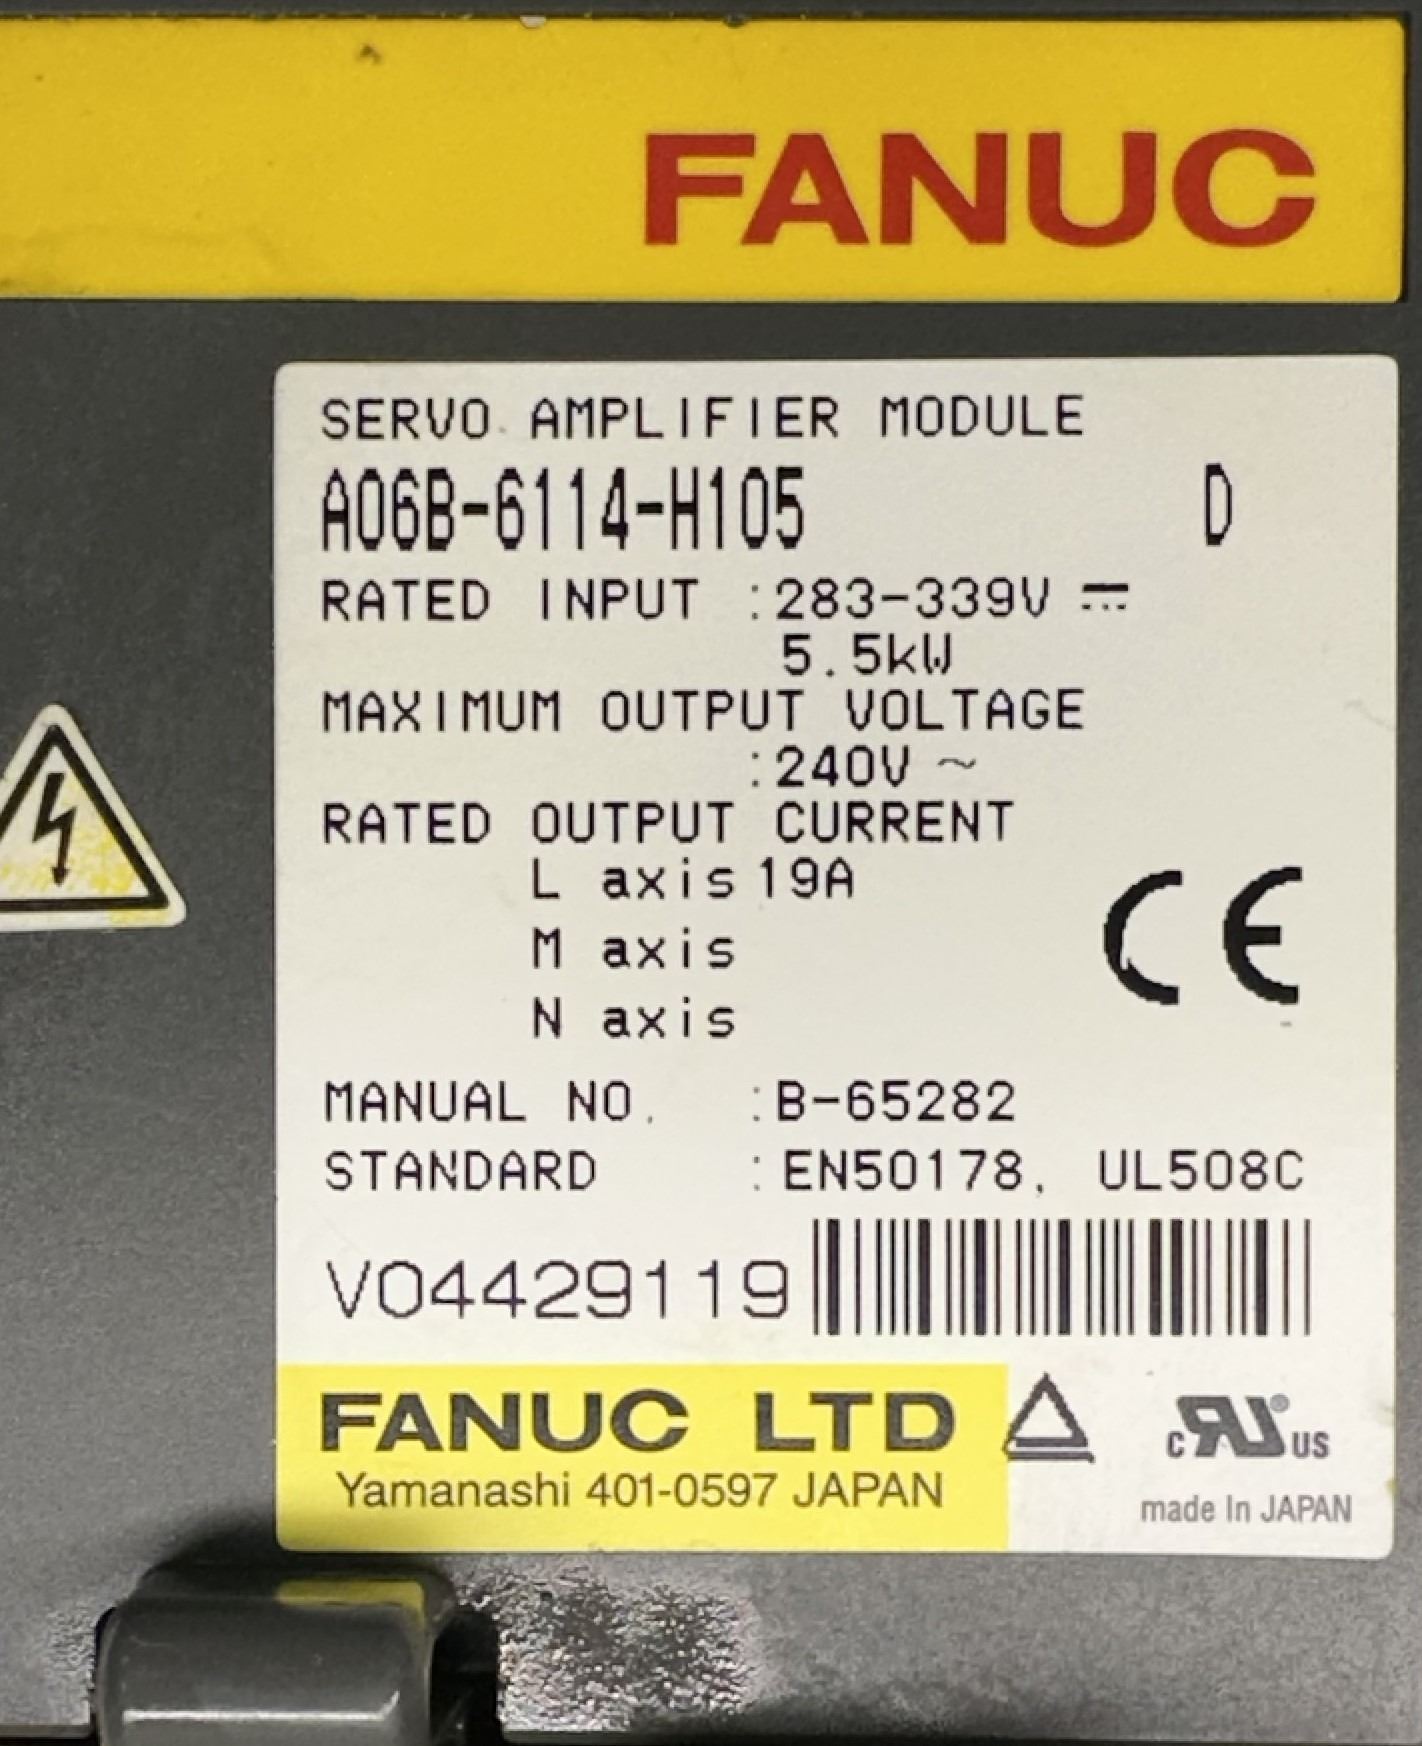 FANUC
SERVO AMPLIFIER MODULE
A06B-6114-H105 D
RATED INPUT :283-339V ⎓
5.5kW
MAXIMUM OUTPUT VOLTAGE
:240V ~
RATED OUTPUT CURRENT
L axis 19A
M axis
N axis
CE
MANUAL NO. :B-65282
STANDARD :EN50178, UL508C
V04429119
FANUC LTD
Yamanashi 401-0597 JAPAN
c RU® US
made In JAPAN